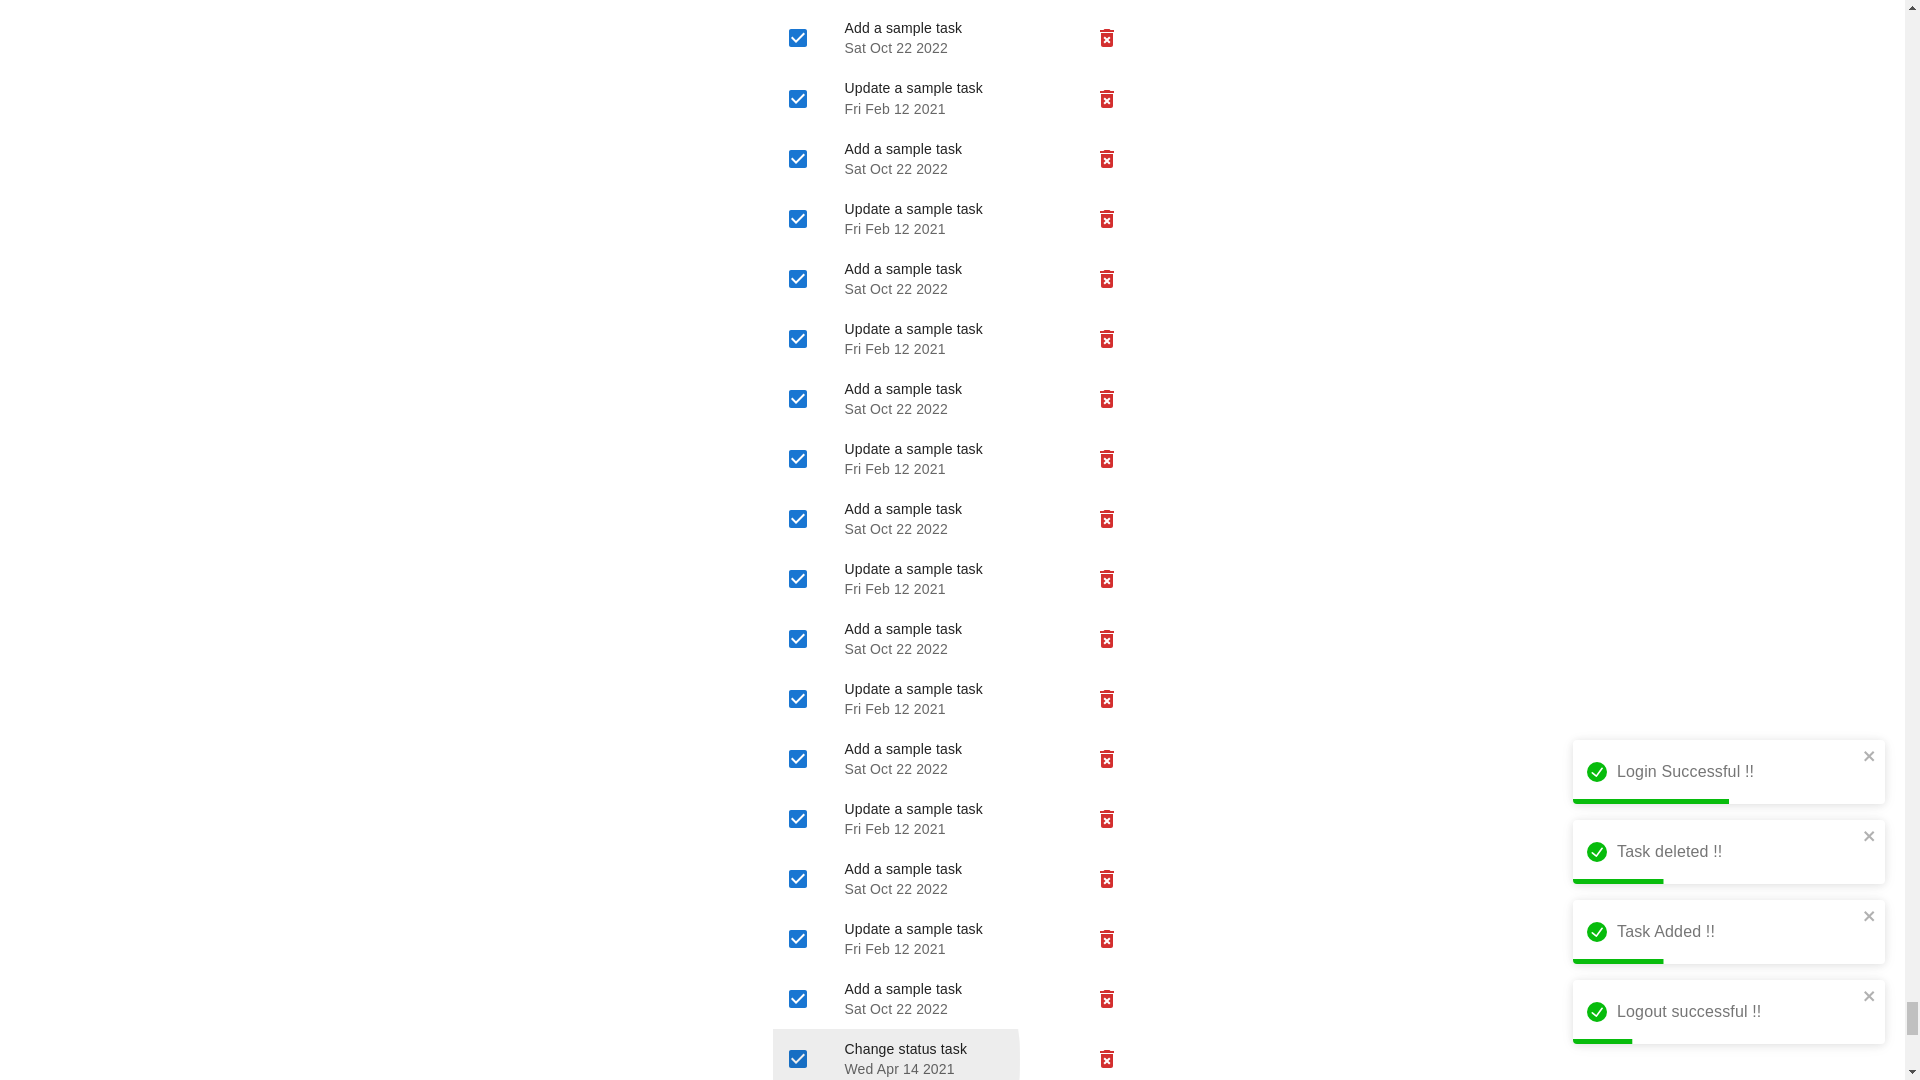 Add a sample task
Sat Oct 22 2022
Update a sample task
Fri Feb 12 2021
Add a sample task
Sat Oct 22 2022
Update a sample task
Fri Feb 12 2021
Add a sample task
Sat Oct 22 2022
Update a sample task
Fri Feb 12 2021
Add a sample task
Sat Oct 22 2022
Update a sample task
Fri Feb 12 2021
Add a sample task
Sat Oct 22 2022
Update a sample task
Fri Feb 12 2021
Add a sample task
Sat Oct 22 2022
Update a sample task
Fri Feb 12 2021
Add a sample task
Sat Oct 22 2022
Update a sample task
Fri Feb 12 2021
Add a sample task
Sat Oct 22 2022
Update a sample task
Fri Feb 12 2021
Add a sample task
Sat Oct 22 2022
Change status task
Wed Apr 14 2021
Login Successful !!
Task deleted !!
Task Added !!
Logout successful !!